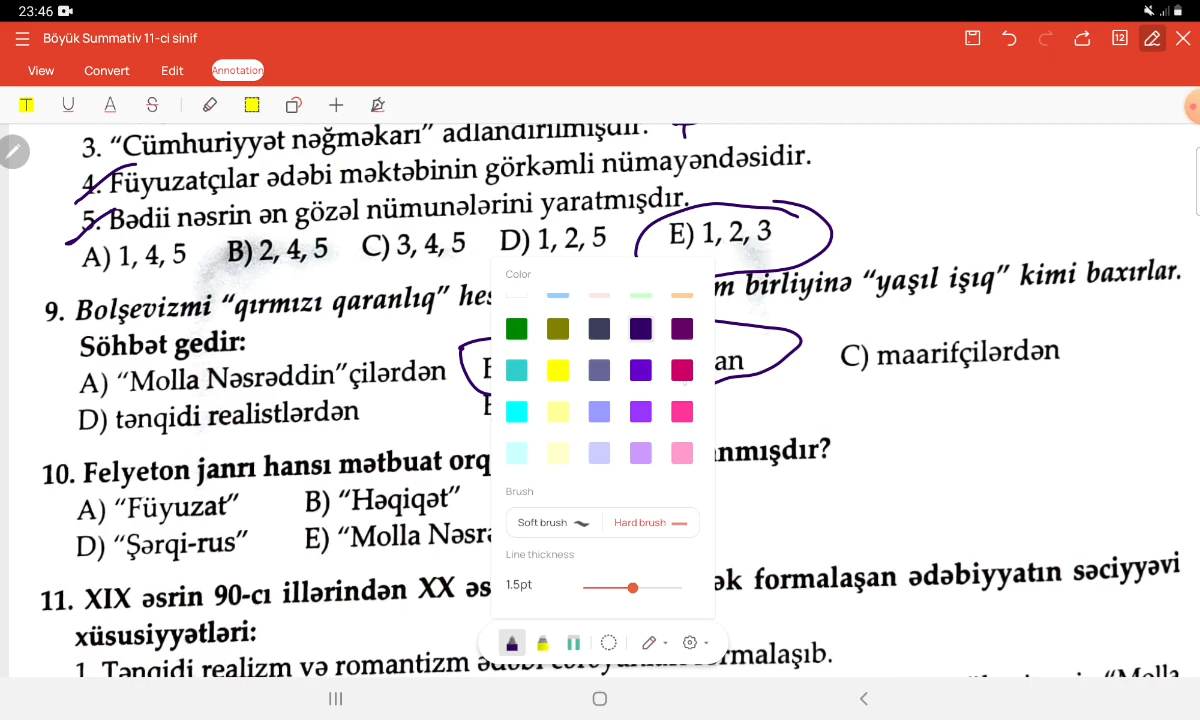 23:46
Böyük Summativ 11-ci sinif
12
View Convert Edit Annotation
T U A S
3. “Cümhuriyyət nəğməkarı” adlandırılmışdır. +
4. Füyuzatçılar ədəbi məktəbinin görkəmli nümayəndəsidir.
5. Bədii nəsrin ən gözəl nümunələrini yaratmışdır.
A) 1, 4, 5 B) 2, 4, 5 C) 3, 4, 5 D) 1, 2, 5 E) 1, 2, 3
9. Bolşevizmi “qırmızı qaranlıq” hes m birliyinə “yaşıl işıq” kimi baxırlar.
Söhbət gedir:
A) “Molla Nəsrəddin”çilərdən an C) maarifçilərdən
D) tənqidi realistlərdən
10. Felyeton janrı hansı mətbuat orq nmışdır?
A) “Füyuzat” B) “Həqiqət”
D) “Şərqi-rus” E) “Molla Nəsrə
11. XIX əsrin 90-cı illərindən XX əs ək formalaşan ədəbiyyatın səciyyəvi
xüsusiyyətləri:
1. Tənqidi realizm və romantizm ədəbi rmalaşıb.
“Molla
Color
Brush
Soft brush Hard brush
Line thickness
1.5pt